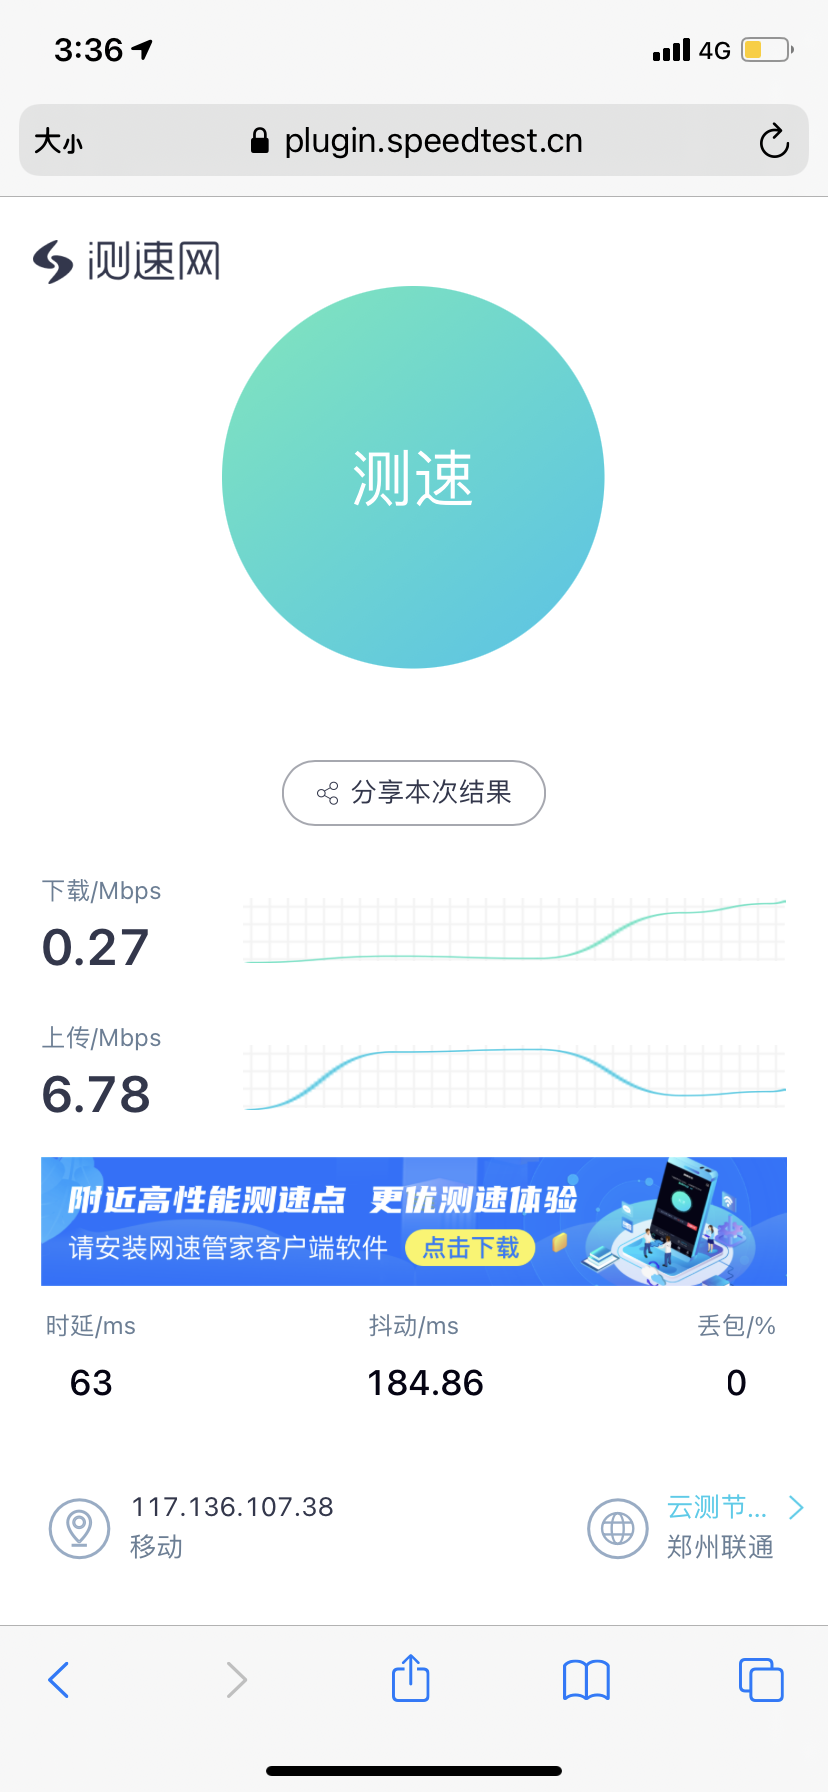 3:36
4G
大小
plugin.speedtest.cn
测速网
测速
分享本次结果
下载/Mbps
0.27
上传/Mbps
6.78
附近高性能测速点 更优测速体验
请安装网速管家客户端软件 点击下载
时延/ms 抖动/ms 丢包/%
63 184.86 0
117.136.107.38 云测节...
移动 郑州联通